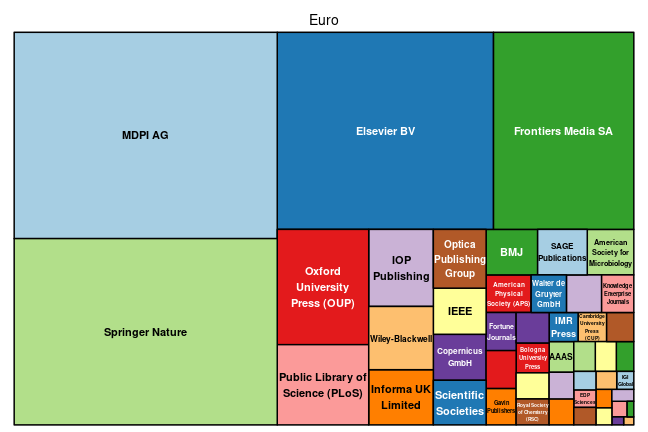 Euro
MDPI AG
Elsevier BV
Frontiers Media SA
Springer Nature
Oxford
University
Press (OUP)
Public Library of
Science (PLoS)
IOP
Publishing
Wiley-Blackwell
Informa UK
Limited
Optica
Publishing
Group
IEEE
Copernicus
GmbH
Scientific
Societies
BMJ
SAGE
Publications
American
Society for
Microbiology
American
Physical
Society (APS)
Walter de
Gruyter
GmbH
Knowledge
Enterprise
Journals
Fortune
Journals
IMR
Press
Cambridge
University
Press
(CUP)
Bologna
University
Press
AAAS
IGI
Global
Gavin
Publishers
Royal Society
of Chemistry
(RSC)
EDP
Sciences